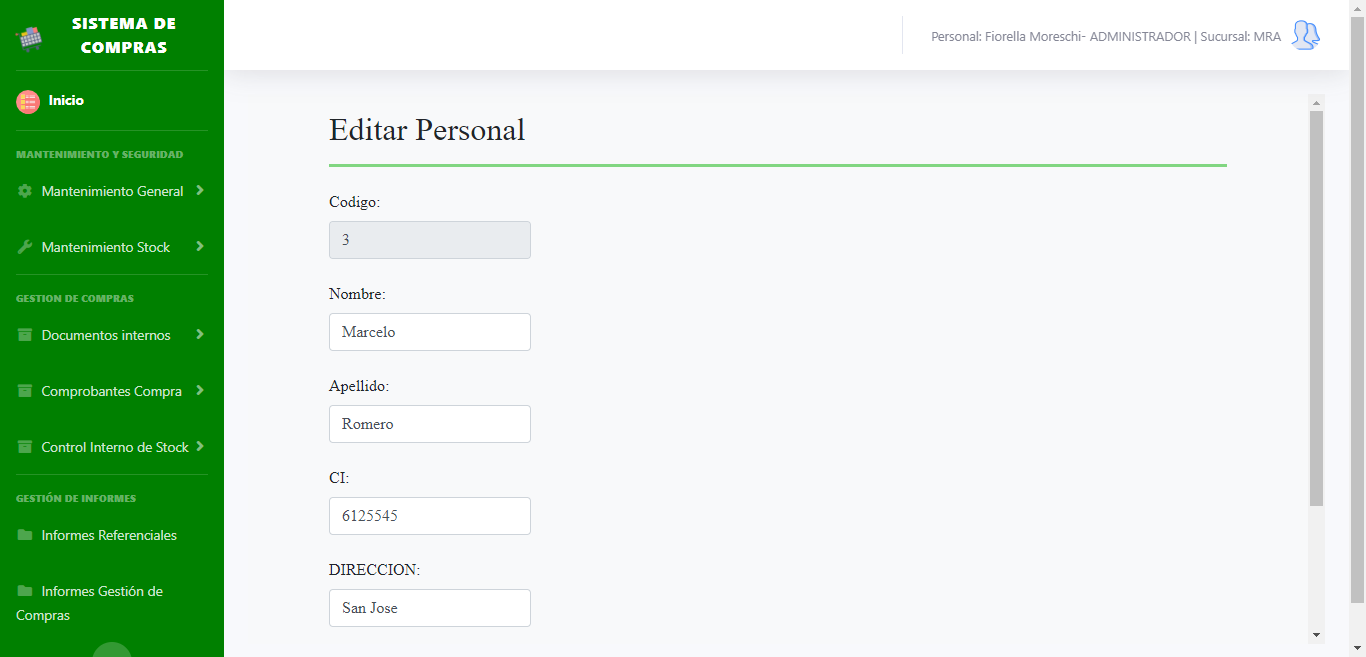 SISTEMA DE
COMPRAS
Inicio
MANTENIMIENTO Y SEGURIDAD
Mantenimiento General
Mantenimiento Stock
GESTION DE COMPRAS
Documentos internos
Comprobantes Compra
Control Interno de Stock
GESTIÓN DE INFORMES
Informes Referenciales
Informes Gestión de
Compras
Personal: Fiorella Moreschi- ADMINISTRADOR | Sucursal: MRA
Editar Personal
Codigo:
3
Nombre:
Marcelo
Apellido:
Romero
CI:
6125545
DIRECCION:
San Jose